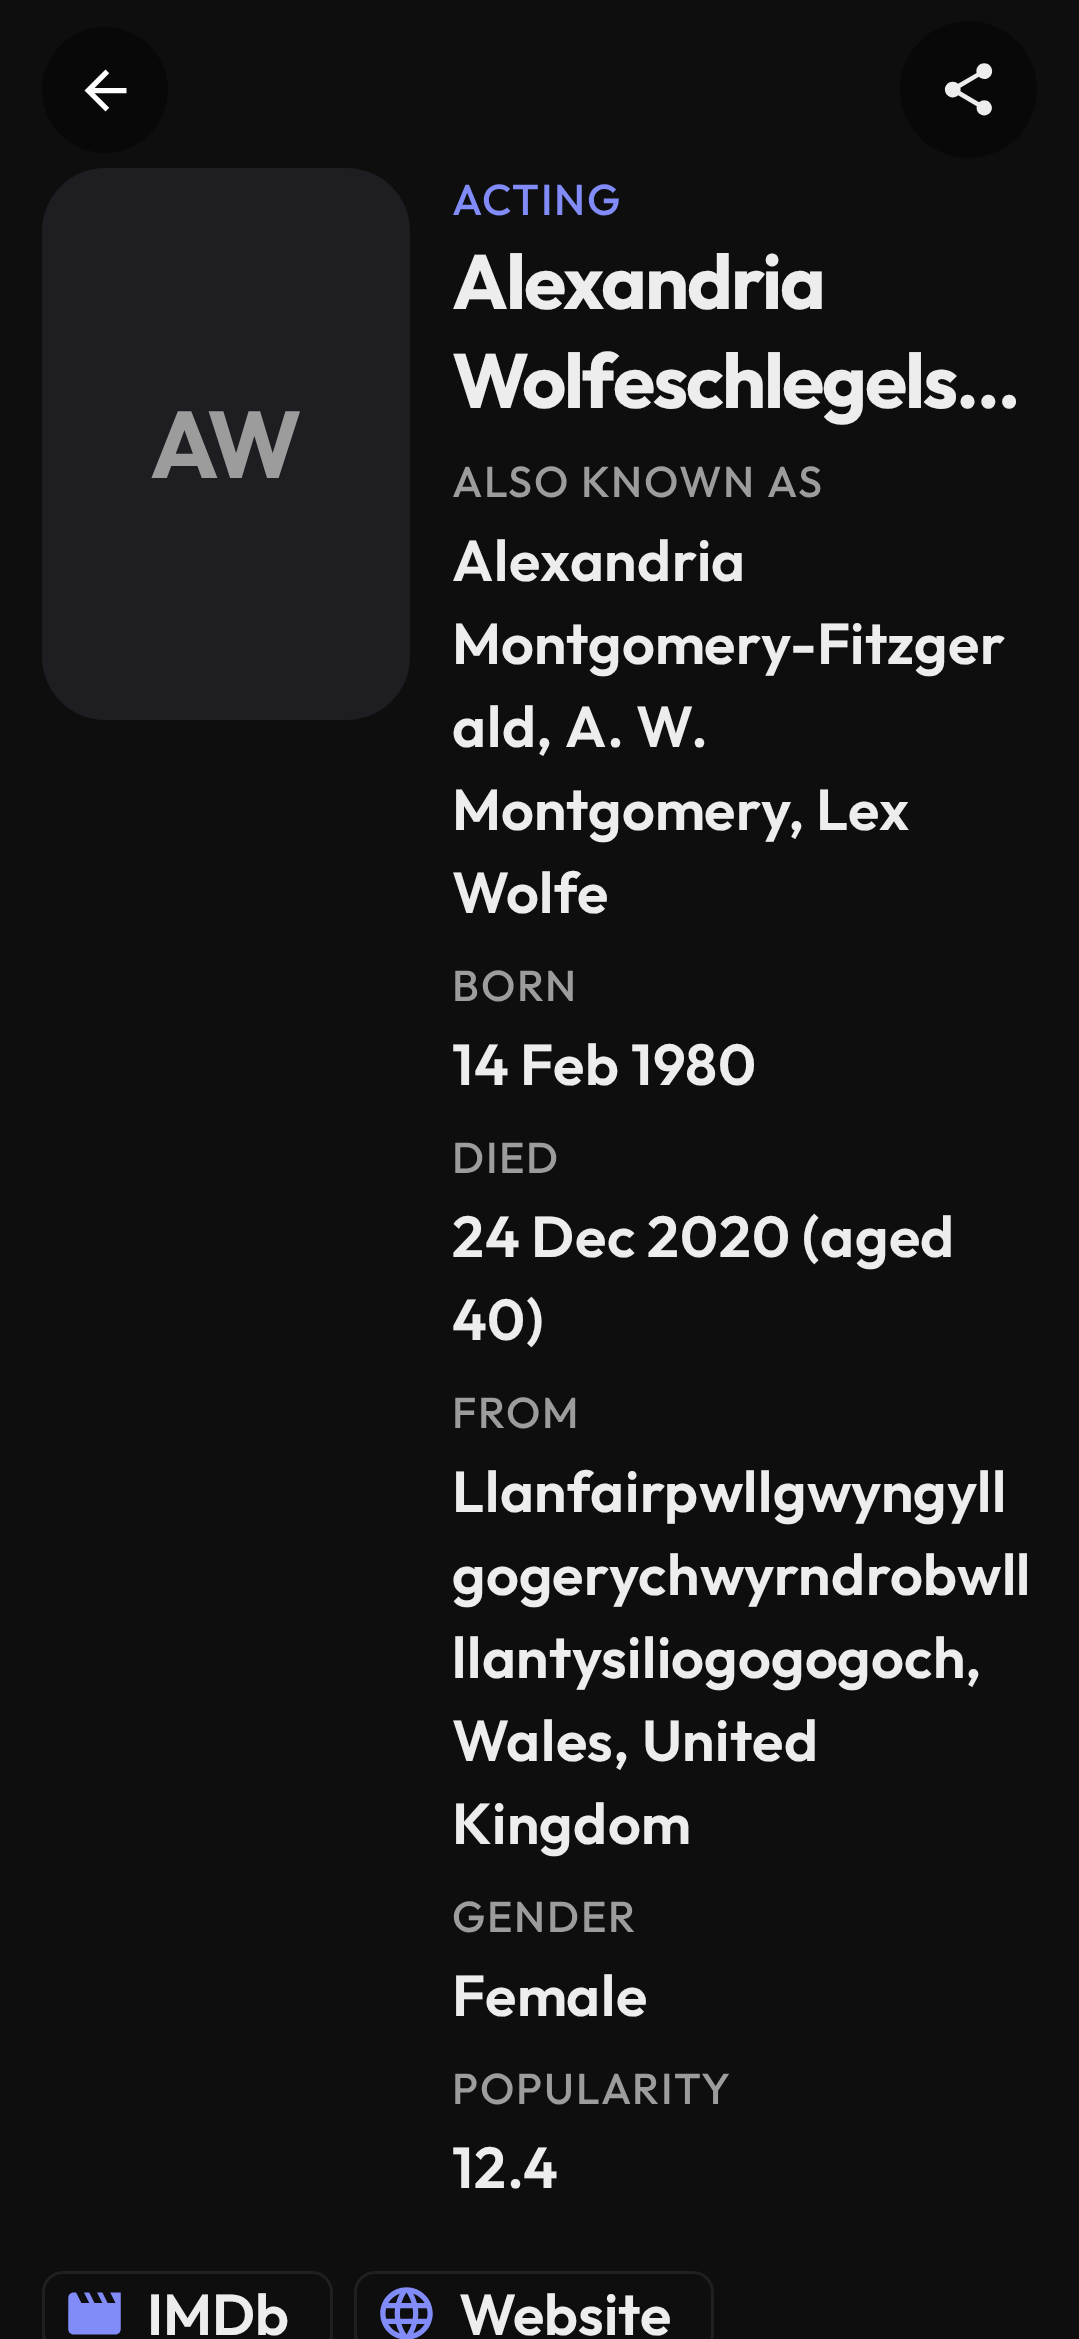 ACTING
Alexandria
Wolfeschlegels...
AW
ALSO KNOWN AS
Alexandria
Montgomery-Fitzger
ald, A. W.
Montgomery, Lex
Wolfe
BORN
14 Feb 1980
DIED
24 Dec 2020 (aged
40)
FROM
Llanfairpwllgwyngyll
gogerychwyrndrobwll
llantysiliogogogoch,
Wales, United
Kingdom
GENDER
Female
POPULARITY
12.4
IMDb
Website